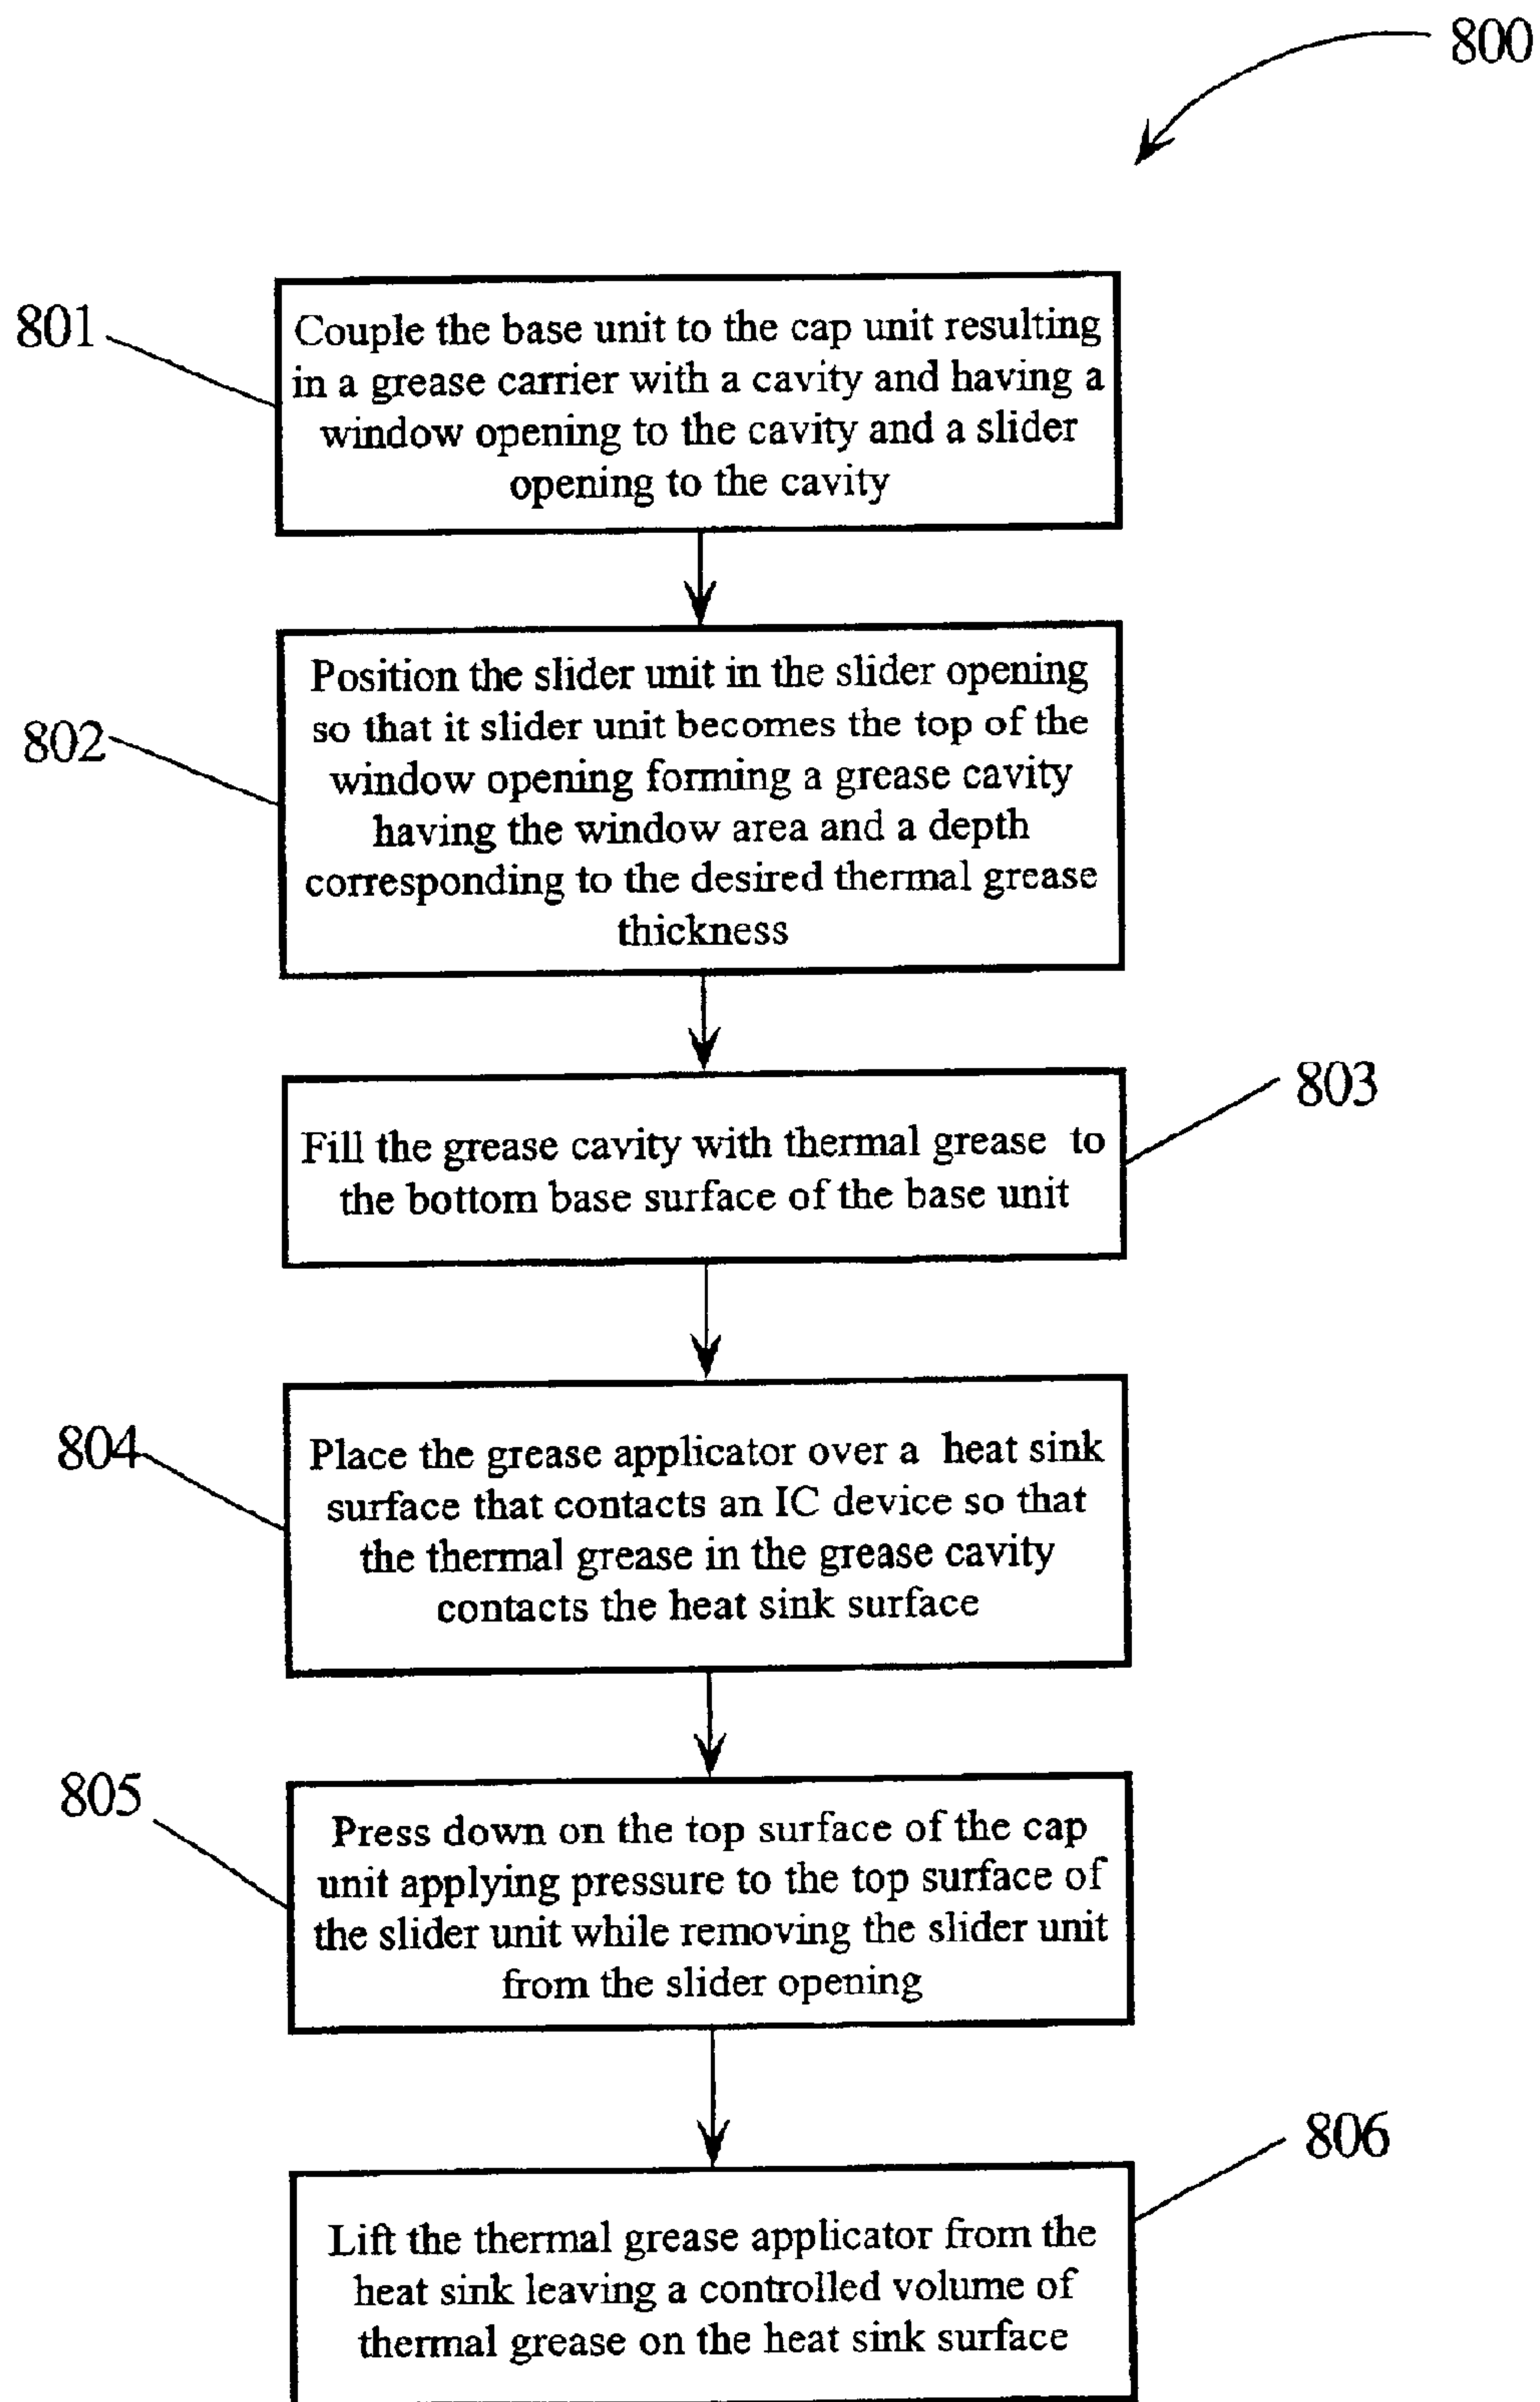 800
801
Couple the base unit to the cap unit resulting
in a grease carrier with a cavity and having a
window opening to the cavity and a slider
opening to the cavity
802
Position the slider unit in the slider opening
so that it slider unit becomes the top of the
window opening forming a grease cavity
having the window area and a depth
corresponding to the desired thermal grease
thickness
803
Fill the grease cavity with thermal grease to
the bottom base surface of the base unit
804
Place the grease applicator over a heat sink
surface that contacts an IC device so that
the thermal grease in the grease cavity
contacts the heat sink surface
805
Press down on the top surface of the cap
unit applying pressure to the top surface of
the slider unit while removing the slider unit
from the slider opening
806
Lift the thermal grease applicator from the
heat sink leaving a controlled volume of
thermal grease on the heat sink surface